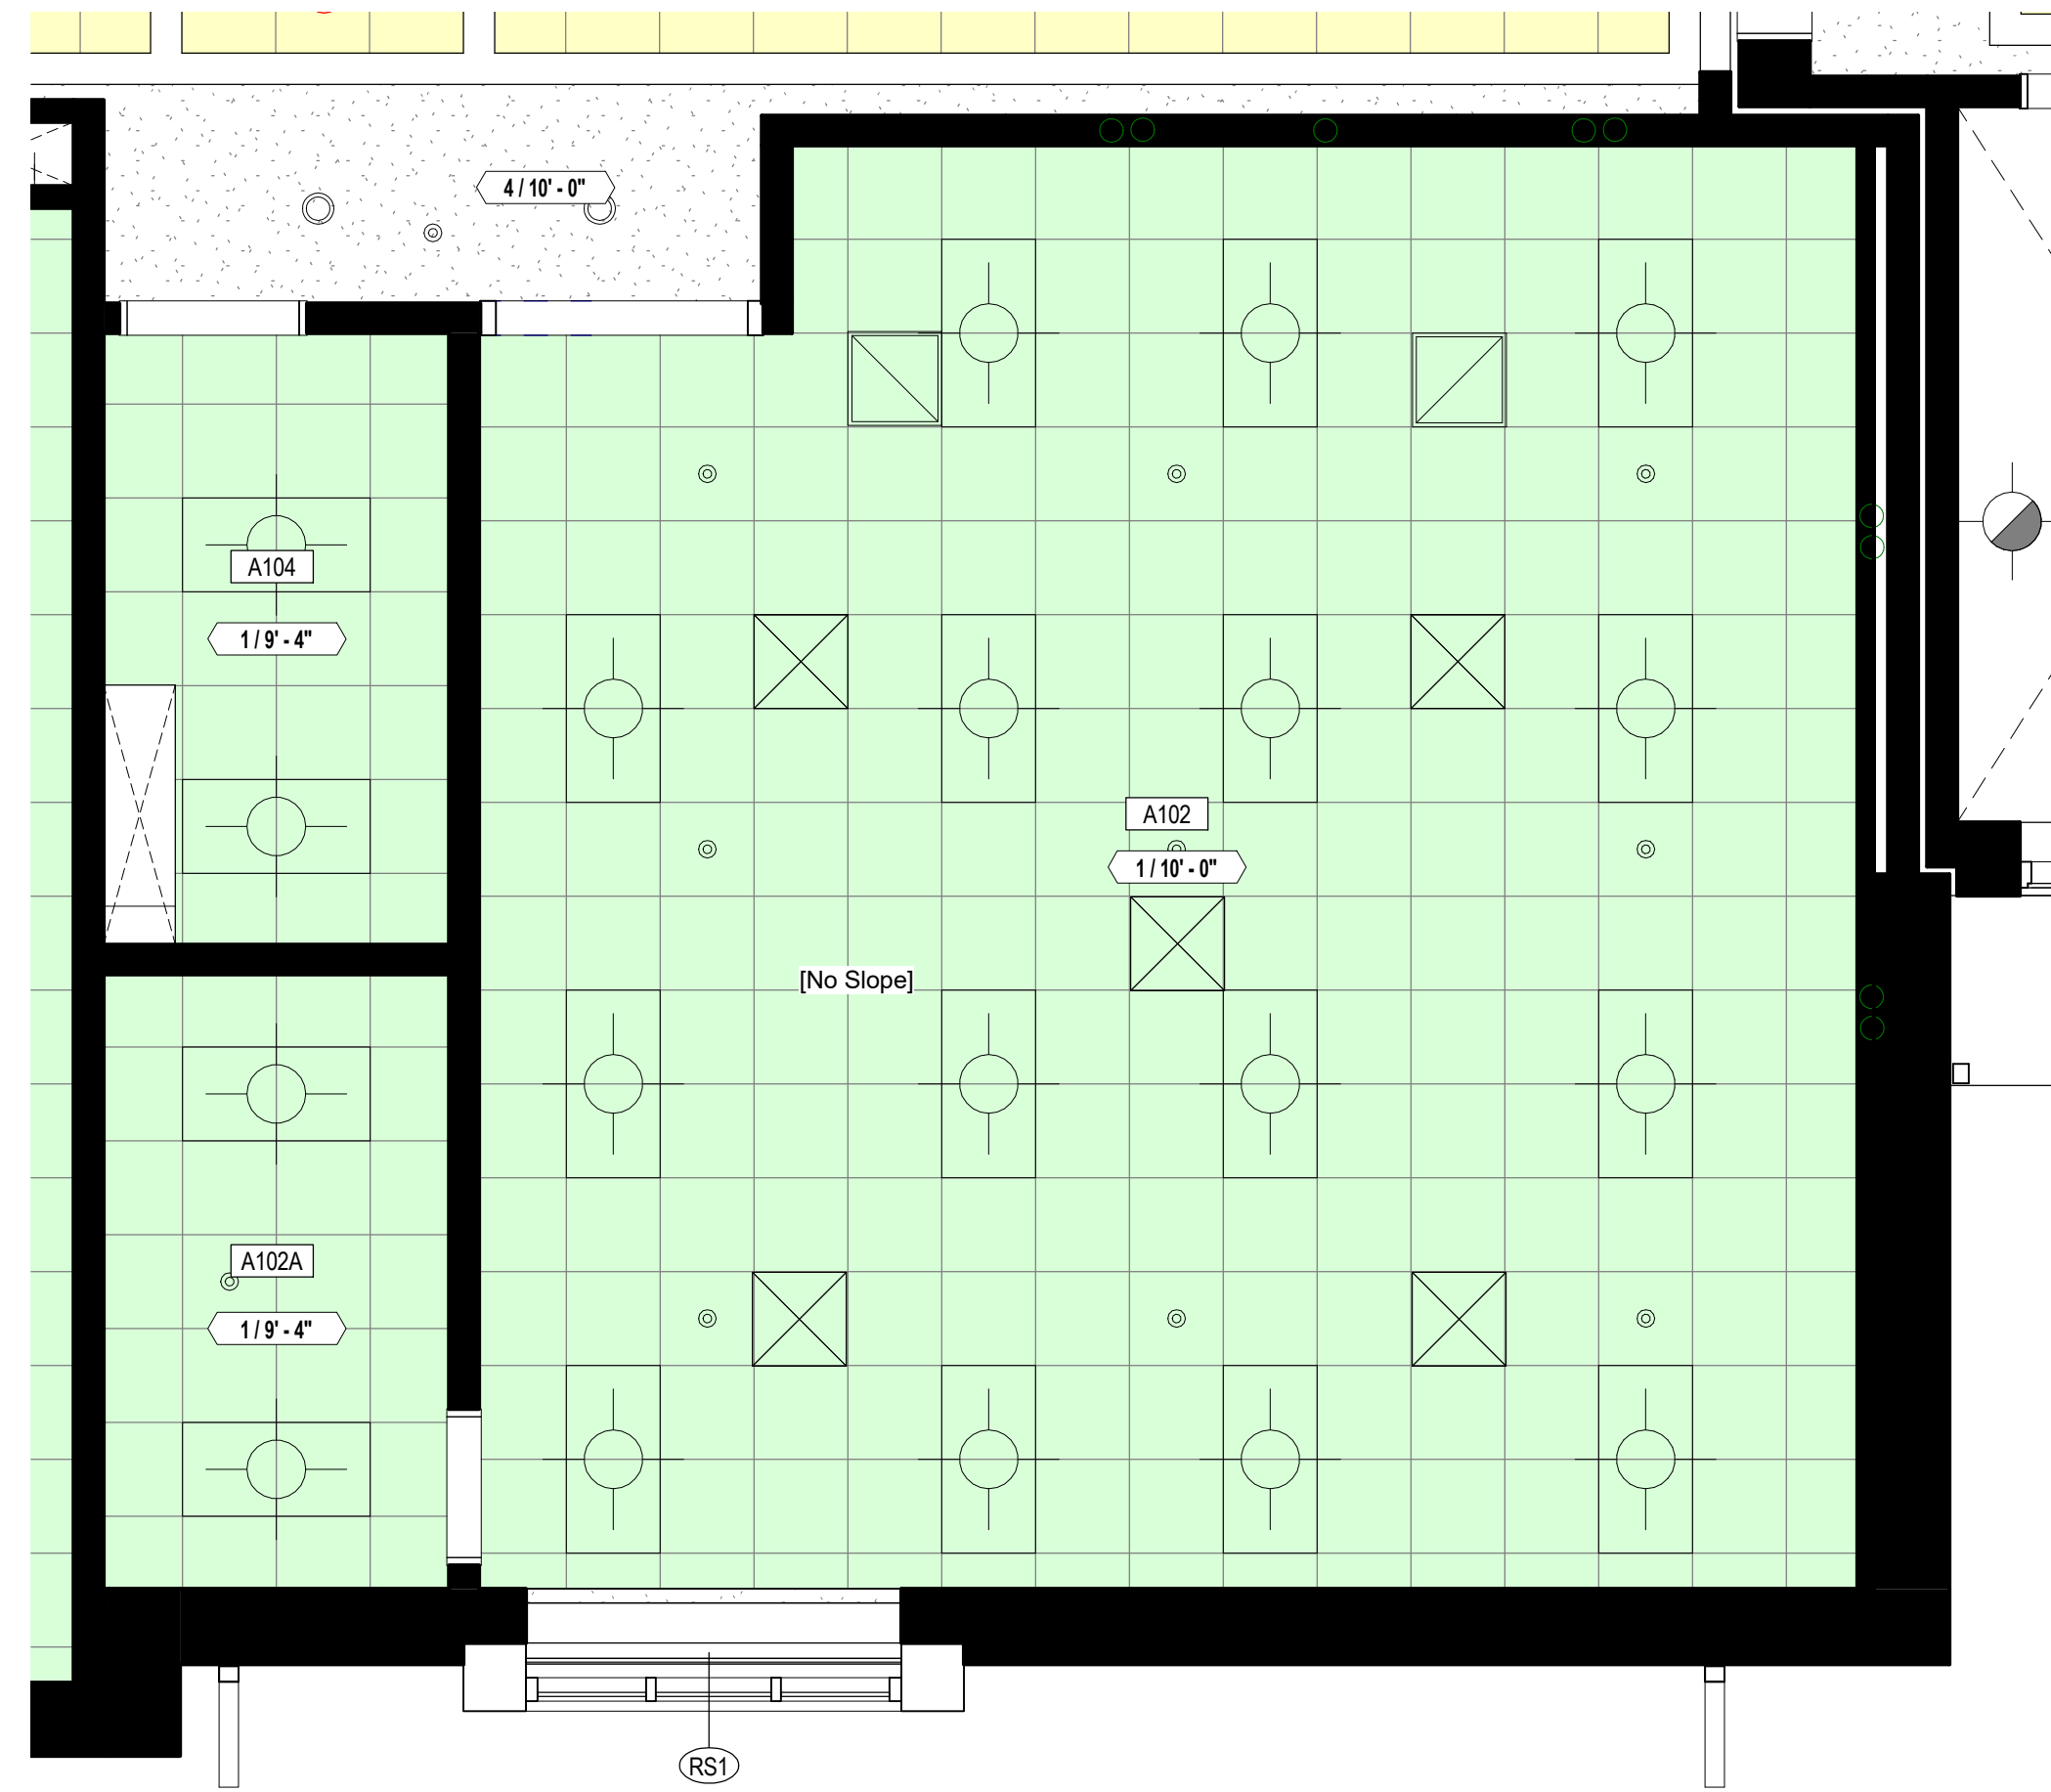 4 / 10' - 0"
A104
1 / 9' - 4"
A102
1 / 10' - 0"
[No Slope]
A102A
1 / 9' - 4"
RS1